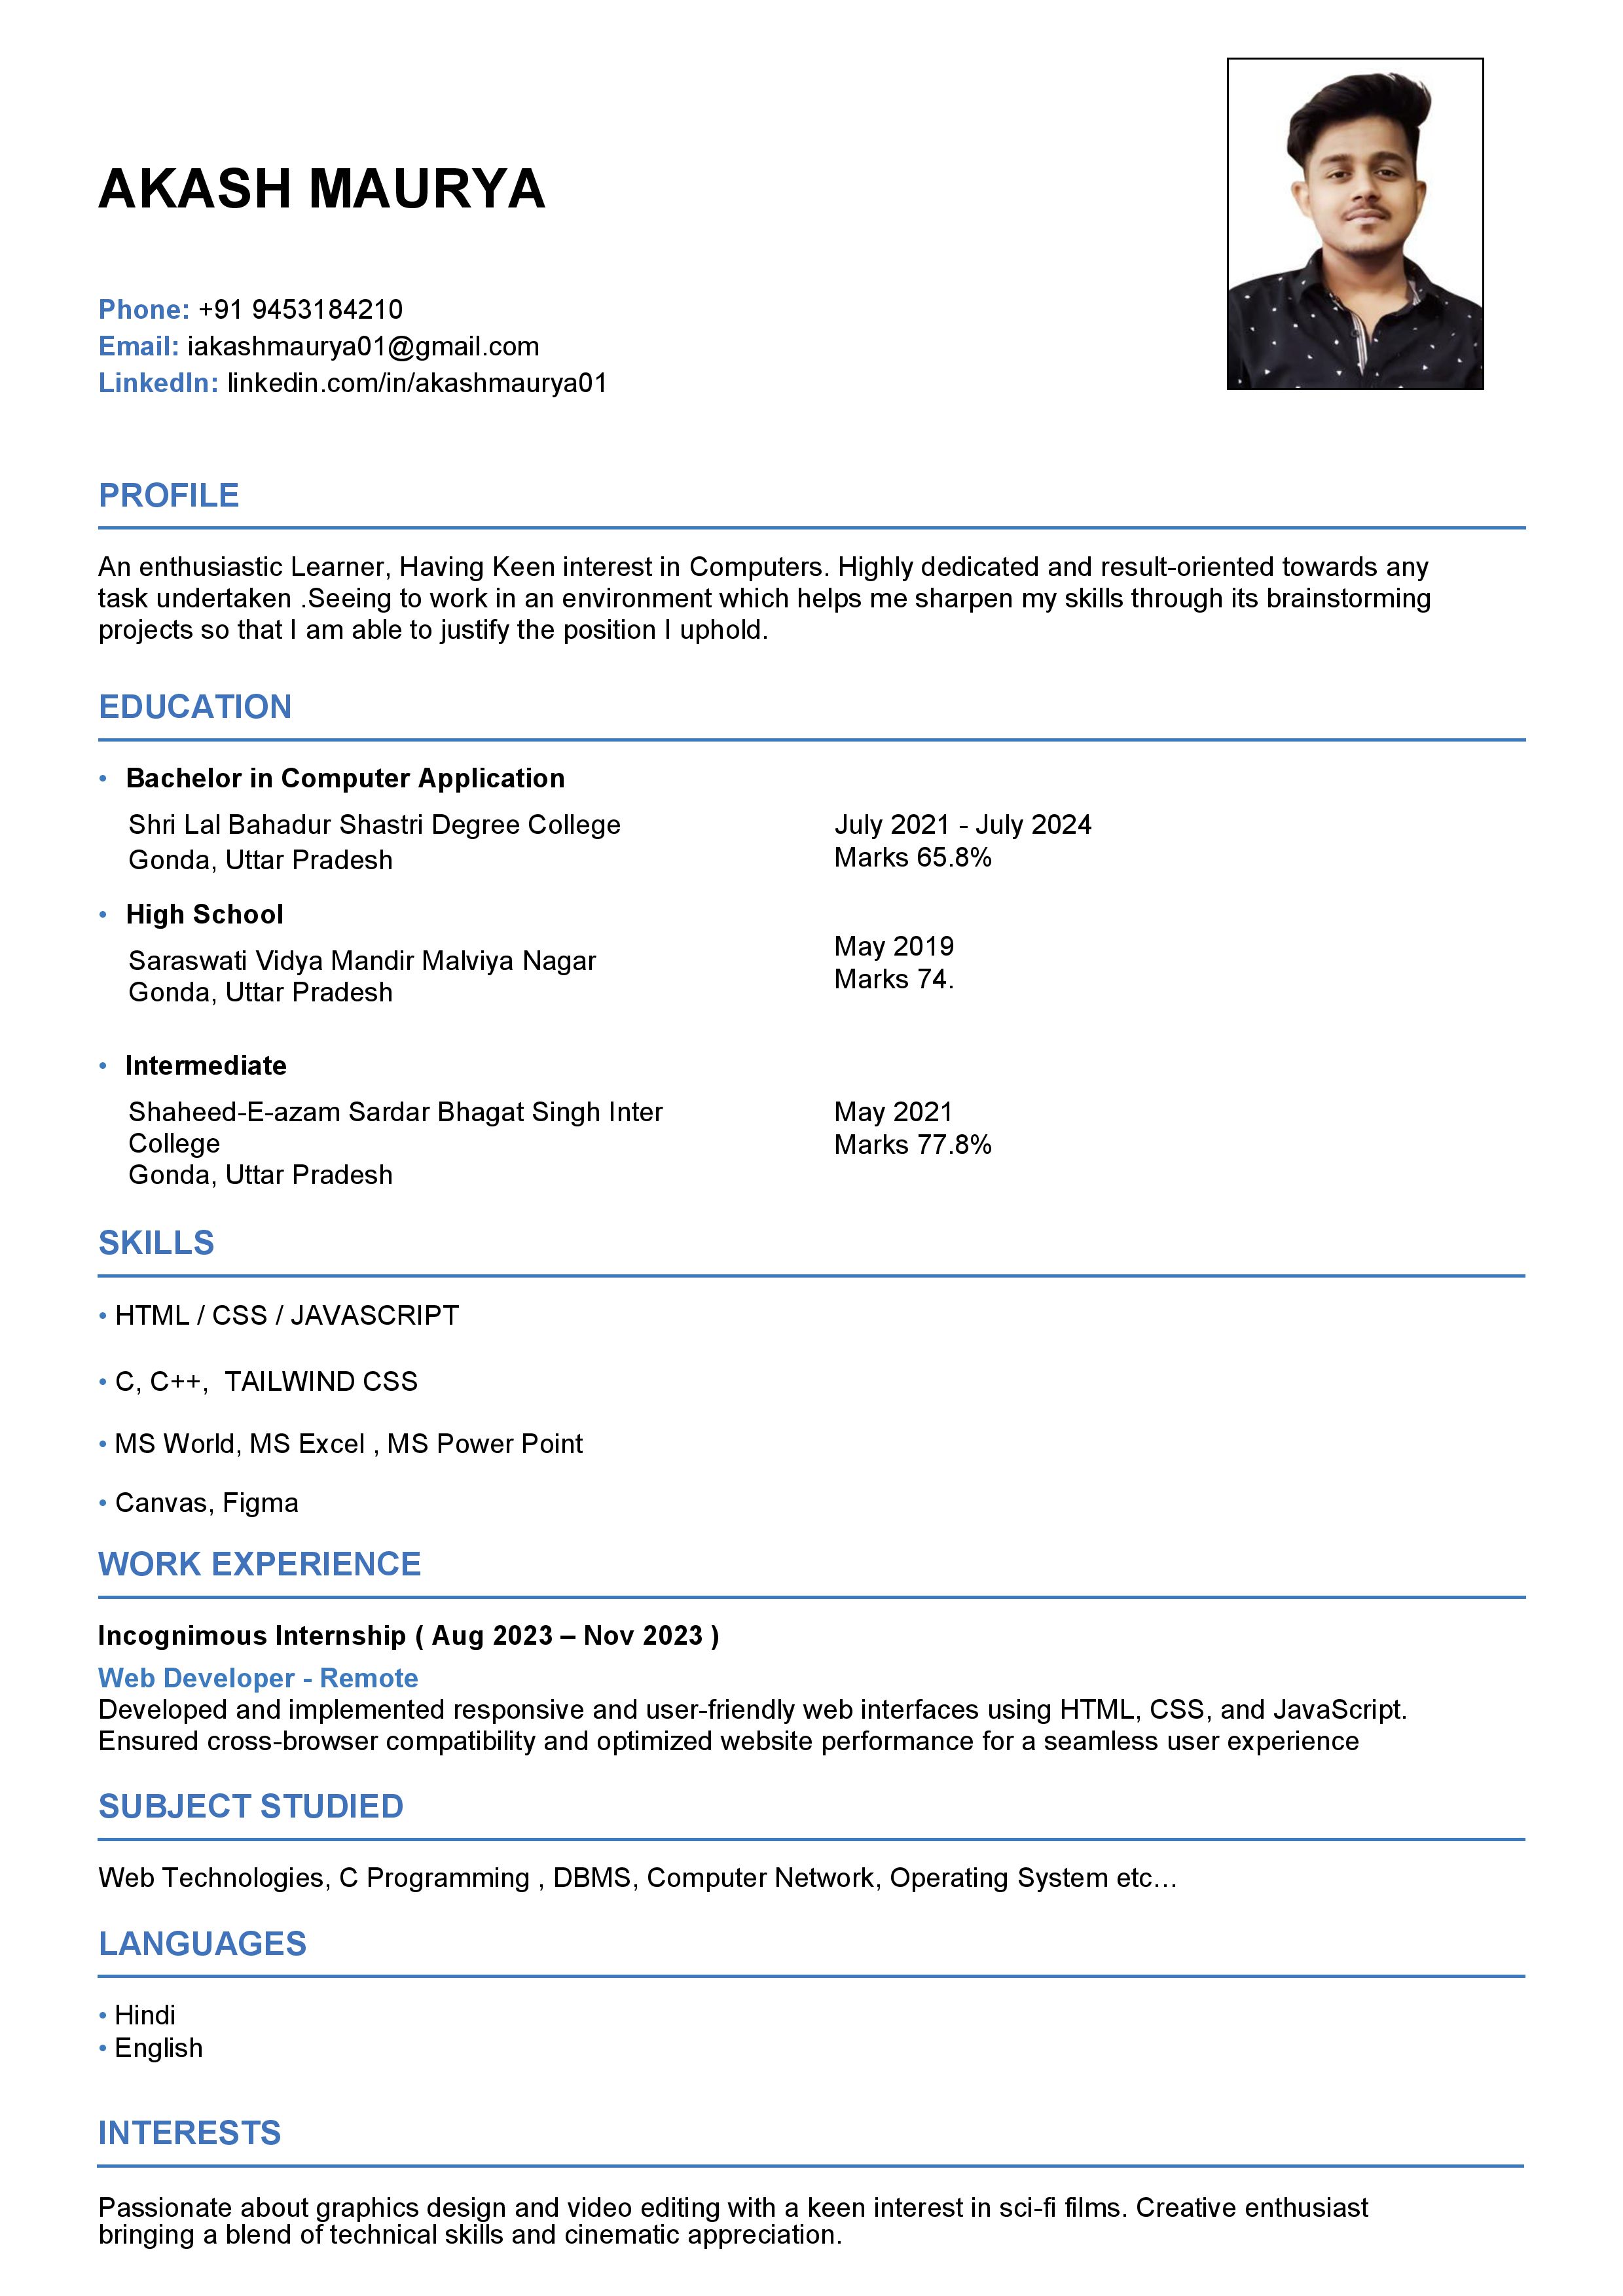 AKASH MAURYA
Phone: +91 9453184210
Email: iakashmaurya01@gmail.com
LinkedIn: linkedin.com/in/akashmaurya01
PROFILE
An enthusiastic Learner, Having Keen interest in Computers. Highly dedicated and result-oriented towards any
task undertaken .Seeing to work in an environment which helps me sharpen my skills through its brainstorming
projects so that I am able to justify the position I uphold.
EDUCATION
• Bachelor in Computer Application
Shri Lal Bahadur Shastri Degree College
Gonda, Uttar Pradesh
July 2021 - July 2024
Marks 65.8%
• High School
Saraswati Vidya Mandir Malviya Nagar
Gonda, Uttar Pradesh
May 2019
Marks 74.
• Intermediate
Shaheed-E-azam Sardar Bhagat Singh Inter
College
Gonda, Uttar Pradesh
May 2021
Marks 77.8%
SKILLS
• HTML / CSS / JAVASCRIPT
• C, C++,  TAILWIND CSS
• MS World, MS Excel , MS Power Point
• Canvas, Figma
WORK EXPERIENCE
Incognimous Internship ( Aug 2023 – Nov 2023 )
Web Developer - Remote
Developed and implemented responsive and user-friendly web interfaces using HTML, CSS, and JavaScript.
Ensured cross-browser compatibility and optimized website performance for a seamless user experience
SUBJECT STUDIED
Web Technologies, C Programming , DBMS, Computer Network, Operating System etc…
LANGUAGES
• Hindi
• English
INTERESTS
Passionate about graphics design and video editing with a keen interest in sci-fi films. Creative enthusiast
bringing a blend of technical skills and cinematic appreciation.